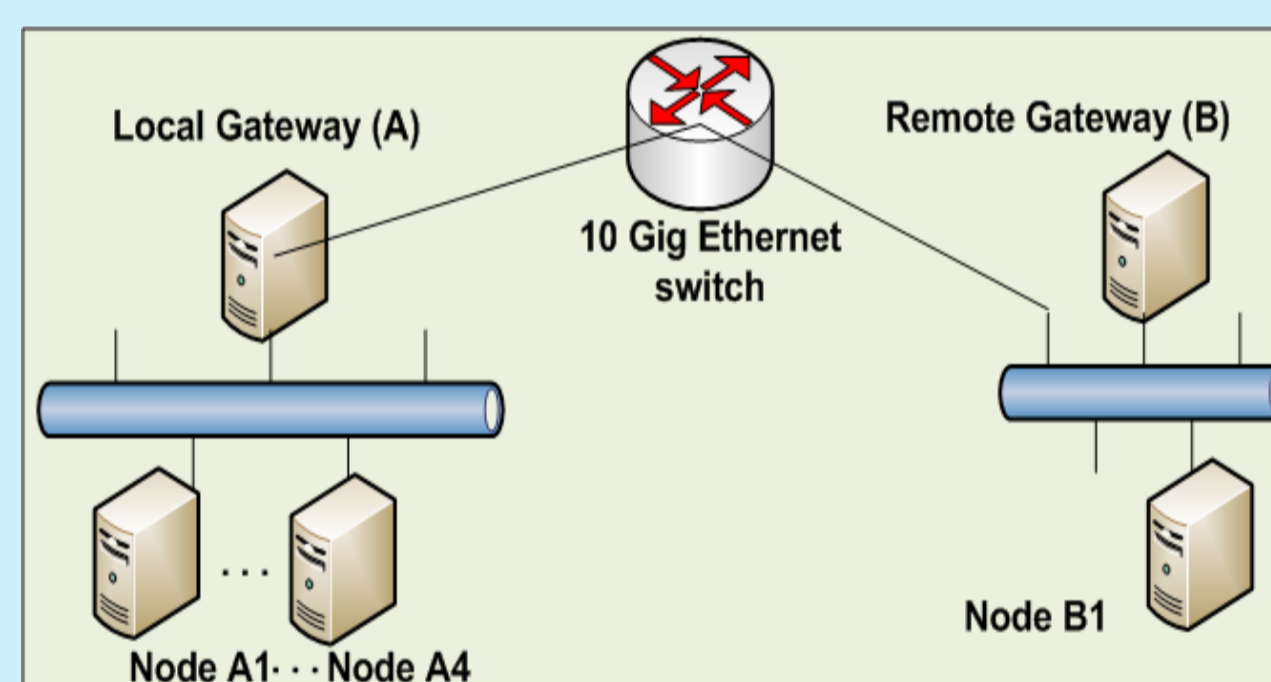 Local Gateway (A)
Remote Gateway (B)
10 Gig Ethernet
switch
. . .
Node B1
Node A1· · · Node A4